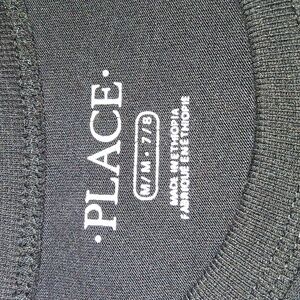 ·PLACE·
M/M · 7/8
MADE IN ETHIOPIA
FABRIQUÉ EN ÉTHIOPIE